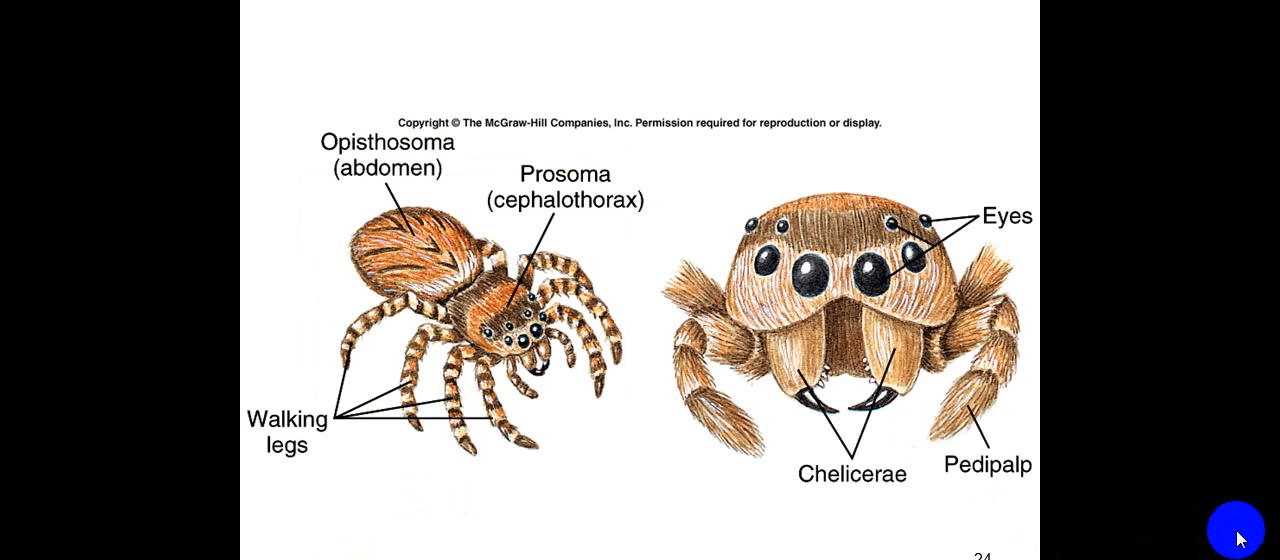 Copyright © The McGraw-Hill Companies, Inc. Permission required for reproduction or display.
Opisthosoma
(abdomen)
Prosoma
(cephalothorax)
Eyes
Walking
legs
Chelicerae
Pedipalp
24